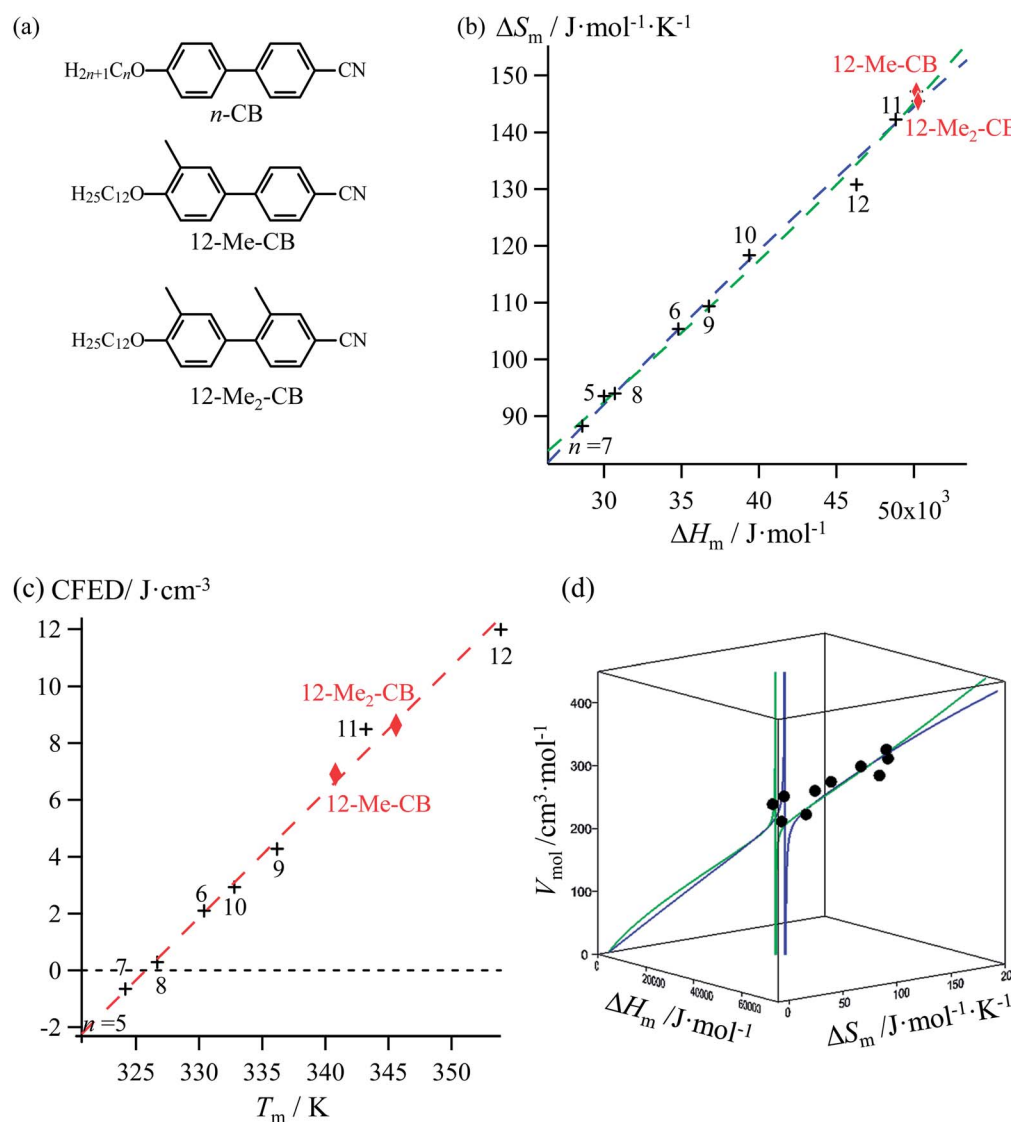 (a)
H2n+1Cn
O
CN
n-CB
H25C12
O
CN
12-Me-CB
H25C12
O
CN
12-Me2-CB
(b)
ΔSm / J·mol-1·K-1
150
140
130
120
110
100
90
12-Me-CB
11
12-Me2-CB
12
10
6
9
5
8
n =7
30
35
40
45
50x10³
ΔHm / J·mol-1
(c)
CFED/ J·cm-3
12
10
8
6
4
2
0
-2
12
12-Me2-CB
11
12-Me-CB
9
6
10
7
8
n =5
325
330
335
340
345
350
Tm / K
(d)
Vmol /cm³·mol-1
400
300
200
100
0
0
20000
40000
60003
ΔHm /J·mol-1
0
50
100
150
20
ΔSm /J·mol-1·K-1